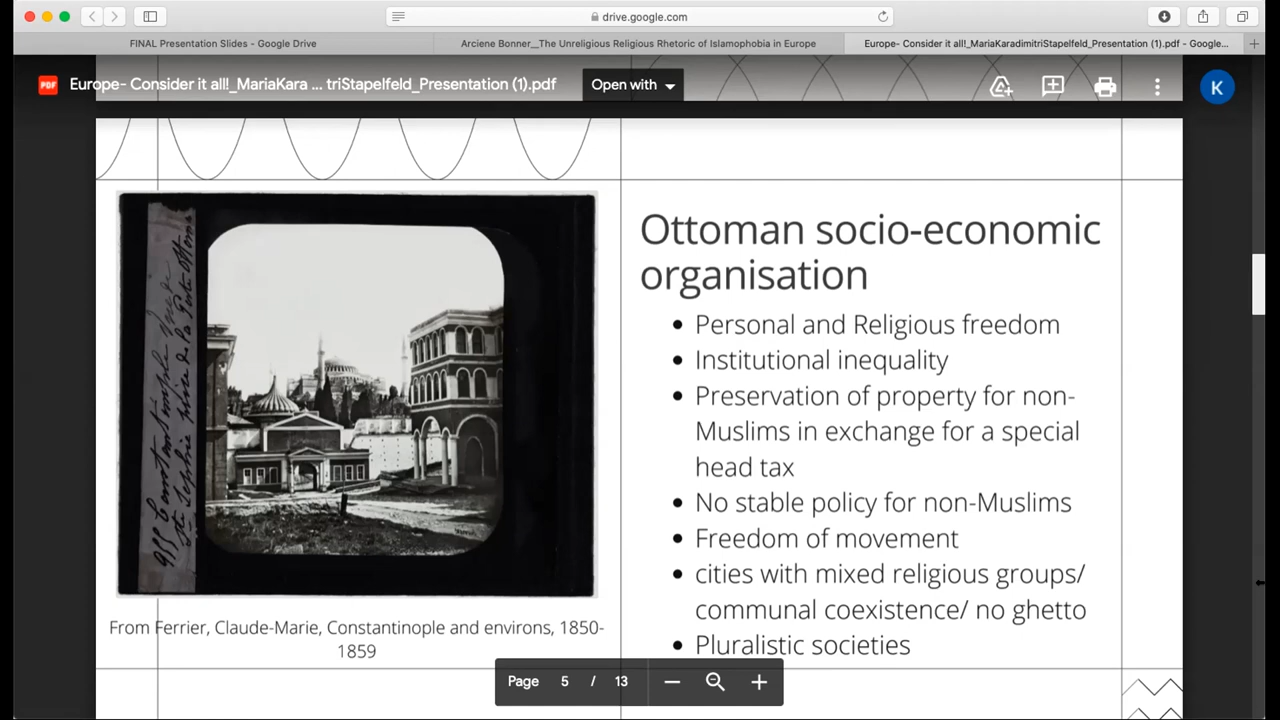 drive.google.com
FINAL Presentation Slides - Google Drive
Arciene Bonner__The Unreligious Religious Rhetoric of Islamophobia in Europe
Europe- Consider it all!_MariaKaradimitriStapelfeld_Presentation (1).pdf - Google...
PDF
Europe- Consider it all!_MariaKara ... triStapelfeld_Presentation (1).pdf
Open with
K
Ottoman socio-economic
organisation
• Personal and Religious freedom
• Institutional inequality
• Preservation of property for non-
Muslims in exchange for a special
head tax
• No stable policy for non-Muslims
• Freedom of movement
• cities with mixed religious groups/
communal coexistence/ no ghetto
• Pluralistic societies
Constantinople
From Ferrier, Claude-Marie, Constantinople and environs, 1850-
1859
Page 5 / 13